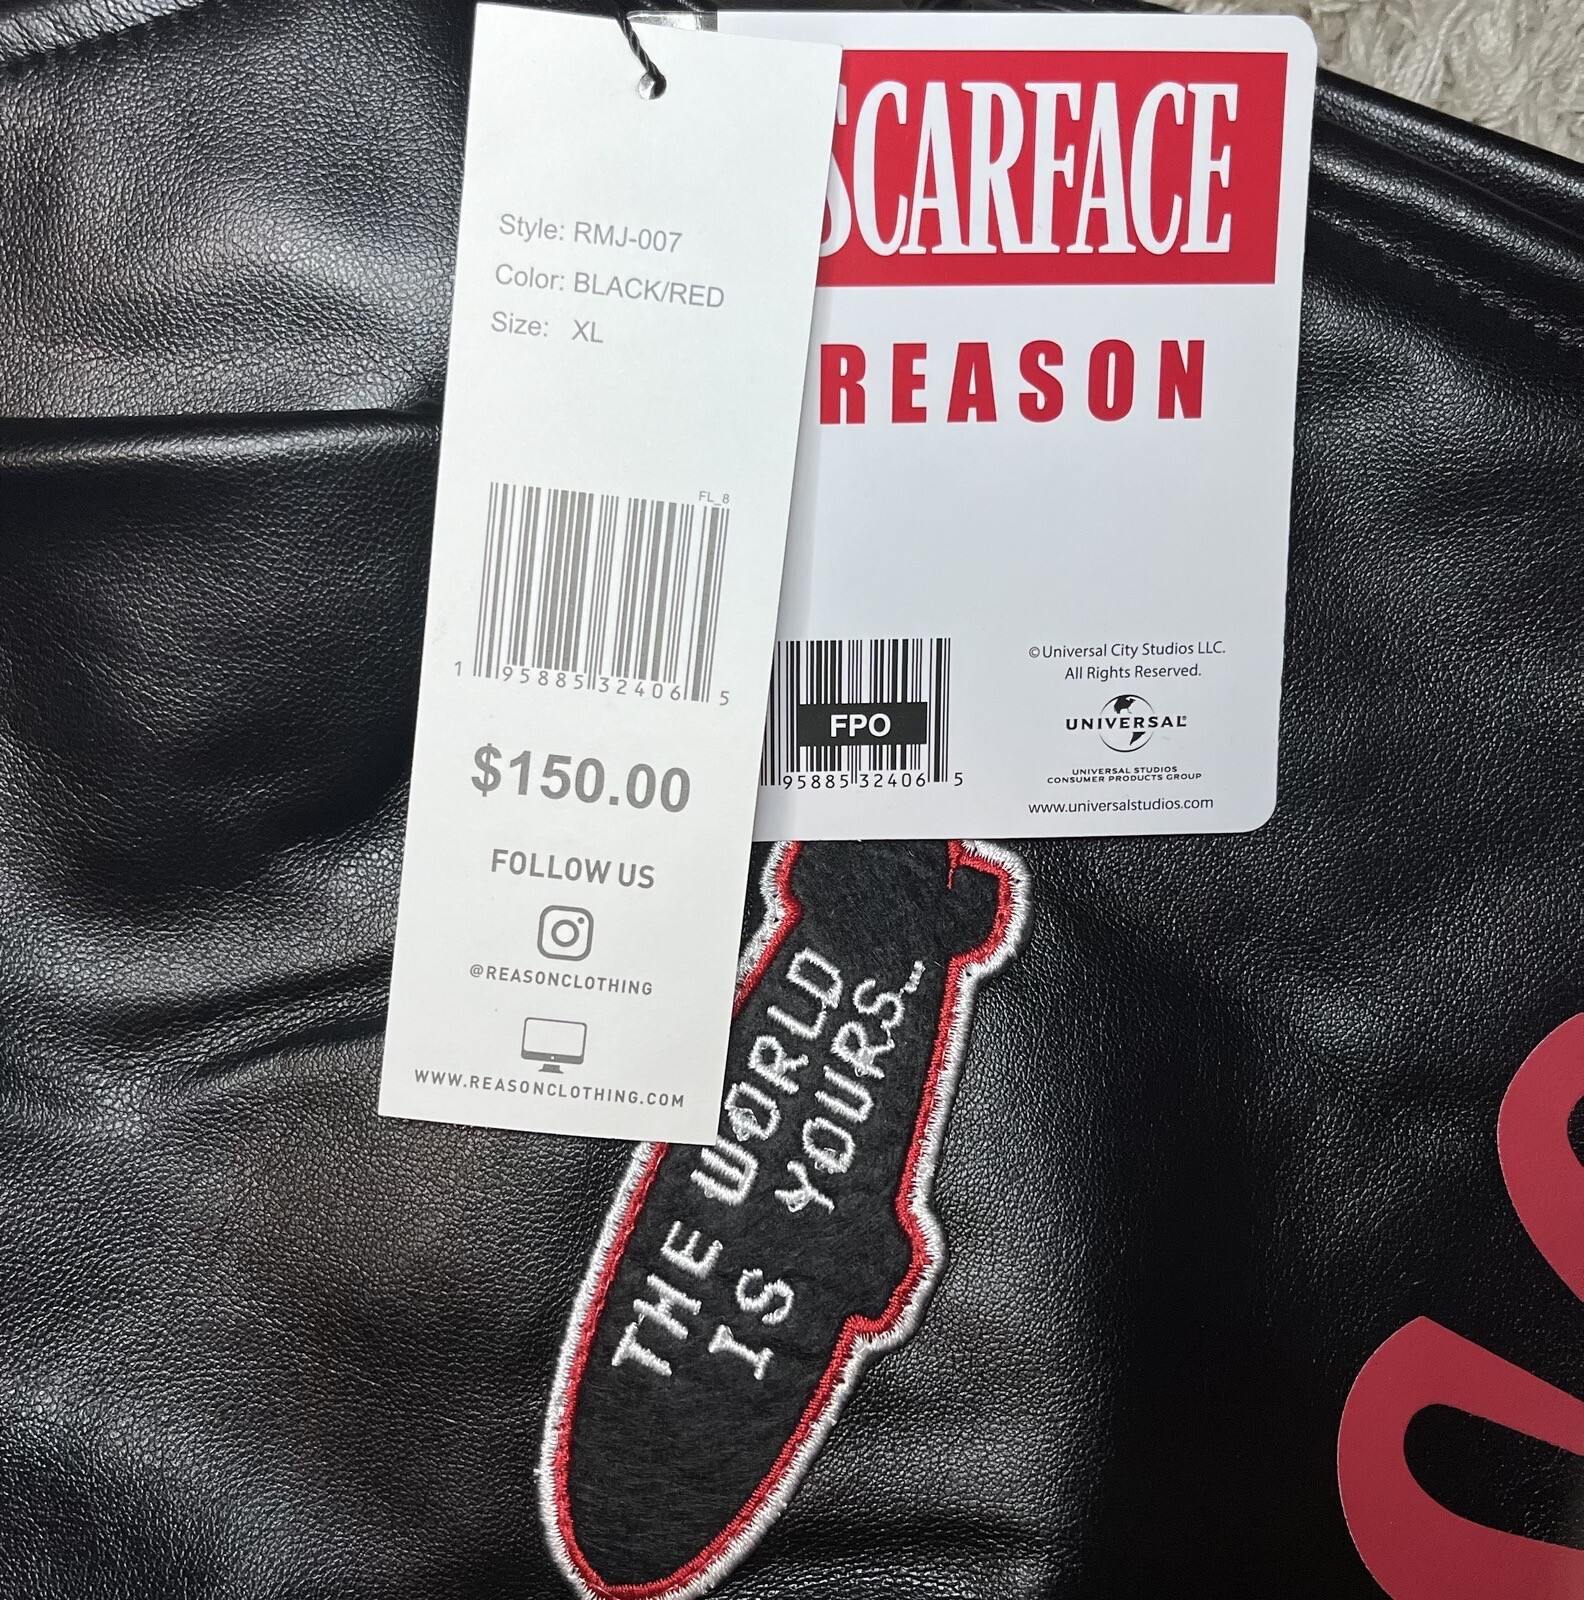 Style: RMJ-007
Color: BLACK/RED
Size: XL
FL_8
1 95885 32406 5
$150.00
FOLLOW US
@REASONCLOTHING
WWW.REASONCLOTHING.COM
SCARFACE
REASON
FPO
95885 32406 5
©Universal City Studios LLC.
All Rights Reserved.
UNIVERSAL®
UNIVERSAL STUDIOS
CONSUMER PRODUCTS GROUP
www.universalstudios.com
THE WORLD
IS YOURS...